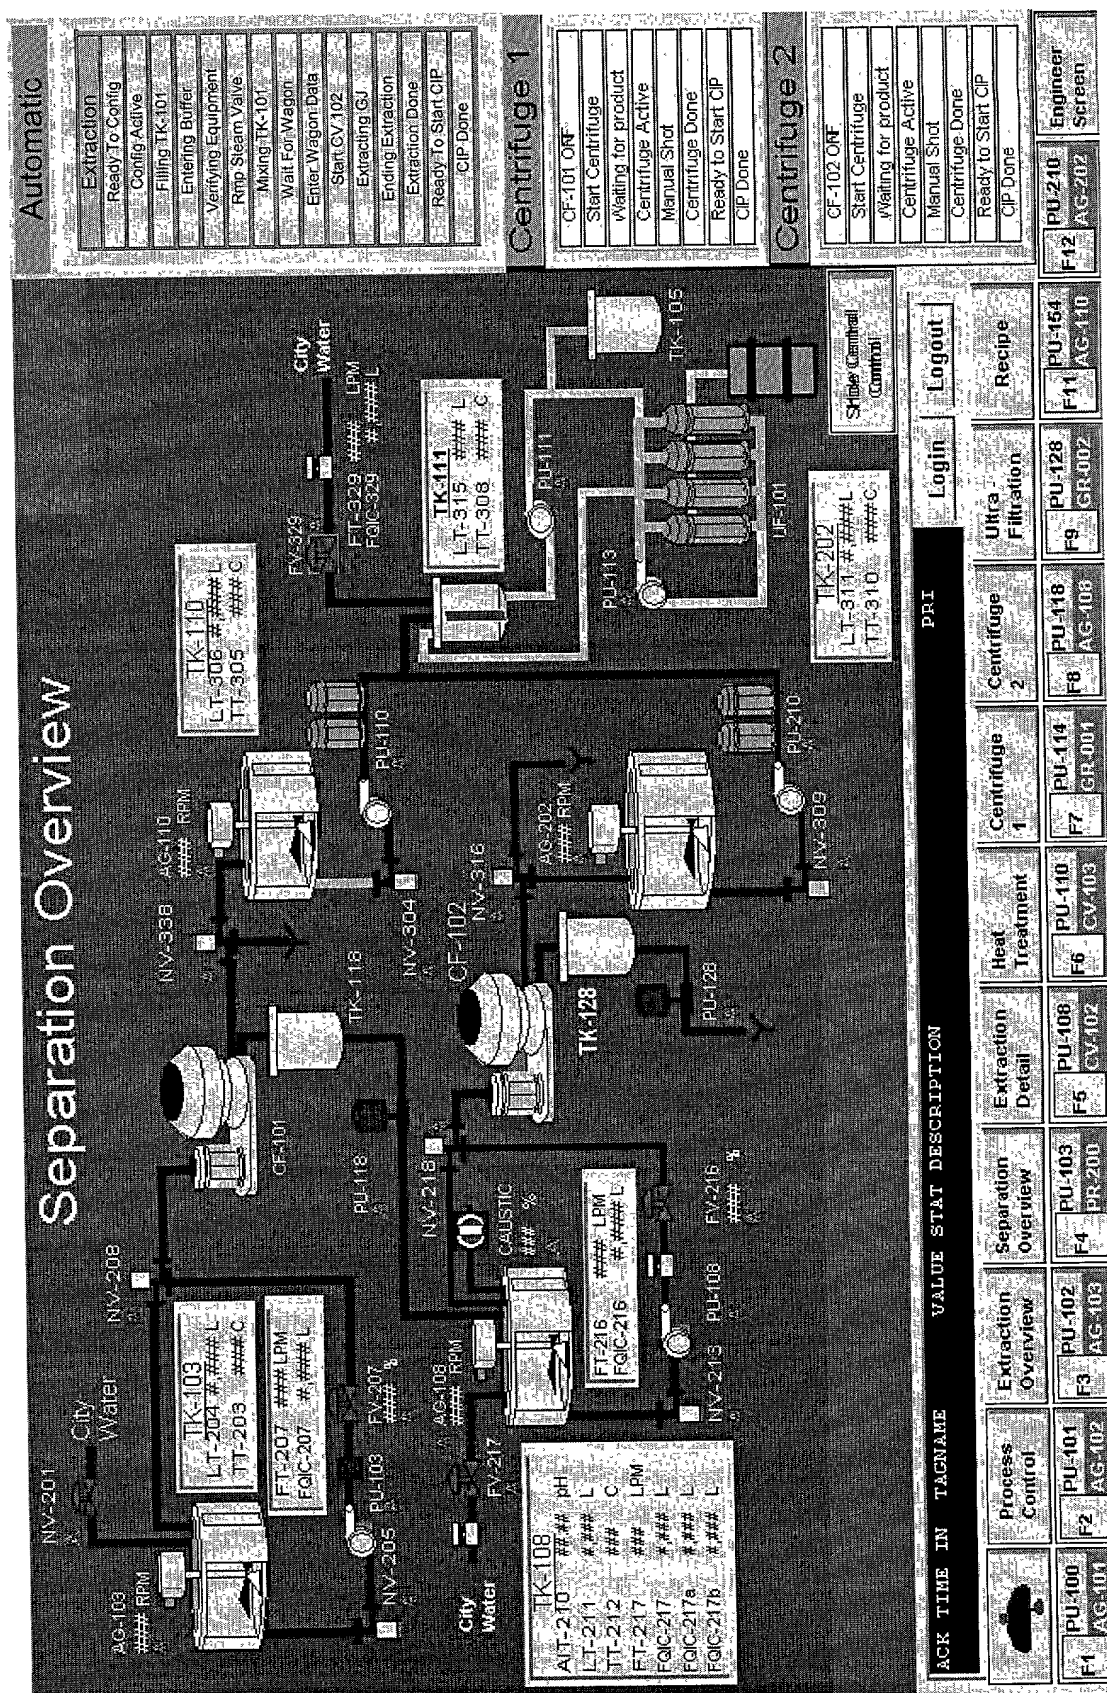 Separation Overview
NV-201
City
Water
AG-103
### RPM
TK-103
LT-204 #,### L
TT-203 ### C
FT-207 ### LPM
FQIC-207 #,### L
NV-208
NV-205
PU-103
FV-207
### %
CF-101
TK-118
PU-118
NV-338
AG-110
### RPM
TK-110
LT-306 #,### L
TT-305 ### C
NV-304
PU-110
FV-329
City
Water
FT-329 ### LPM
FQIC-329 #,### L
TK-111
LT-315 ### L
TT-308 ### C
PU-111
TK-105
PU-113
UF-101
City
Water
FV-217
AG-108
### RPM
TK-108
AIT-210 ##.## pH
LT-211 #,### L
TT-212 ### C
FT-217 ### LPM
FQIC-217 #,### L
FQIC-217a #,### L
FQIC-217b #,### L
CAUSTIC
### %
NV-218
FT-216 ### LPM
FQIC-216 #,### L
NV-213
PU-108
FV-216
### %
CF-102
TK-128
PU-128
NV-316
AG-202
### RPM
NV-309
PU-210
TK-202
LT-311 #,### L
TT-310 ### C
Control
Automatic
Extraction
Ready To Config
Config Active
Filling TK-101
Entering Buffer
Verifying Equipment
Rmp Steam Valve
Mixing TK-101
Wait For Wagon
Enter Wagon Data
Start CV.102
Extracting GJ
Ending Extraction
Extraction Done
Ready To Start CIP
CIP Done
Centrifuge 1
CF-101 Off
Start Centrifuge
Waiting for product
Centrifuge Active
Manual Shot
Centrifuge Done
Ready to Start CIP
CIP Done
Centrifuge 2
CF-102 Off
Start Centrifuge
Waiting for product
Centrifuge Active
Manual Shot
Centrifuge Done
Ready to Start CIP
CIP Done
ACK TIME IN TAGNAME VALUE STAT DESCRIPTION PRI
Login Logout
Process
Control
Extraction
Overview
Separation
Overview
Extraction
Detail
Heat
Treatment
Centrifuge
1
Centrifuge
2
Ultra
Filtration
Recipe
Engineer
Screen
F1 PU-100 AG-101
F2 PU-101 AG-102
F3 PU-102 AG-103
F4 PU-103 PR-200
F5 PU-108 CV-102
F6 PU-110 CV-103
F7 PU-114 GR-001
F8 PU-118 AG-108
F9 PU-128 GR-002
F11 PU-154 AG-110
F12 PU-210 AG-202